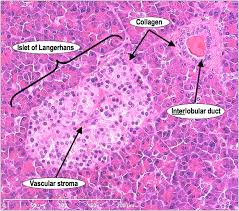 Collagen
Islet of Langerhans
Interlobular duct
Vascular stroma